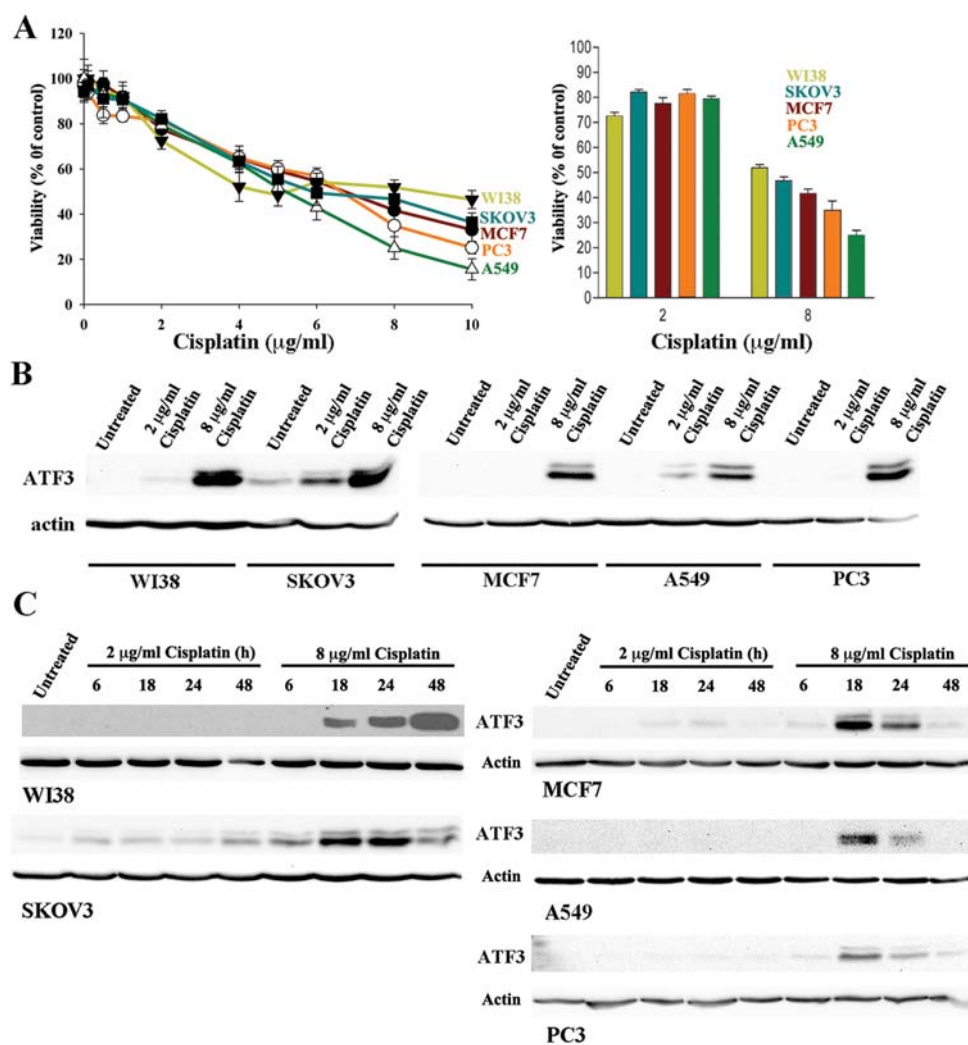 A
Viability (% 0f control)
120
100
80
60
40
20
0
0
2
4
6
8
10
Cisplatin (μg/ml)
WI38
SKOV3
MCF7
PC3
A549
Viability (% of control)
100
90
80
70
60
50
40
30
20
10
0
2
8
Cisplatin (μg/ml)
WI38
SKOV3
MCF7
PC3
A549
B
Untreated
2 μg/ml
Cisplatin
8 μg/ml
Cisplatin
Untreated
2 μg/ml
Cisplatin
8 μg/ml
Cisplatin
Untreated
2 μg/ml
Cisplatin
8 μg/ml
Cisplatin
Untreated
2 μg/ml
Cisplatin
8 μg/ml
Cisplatin
Untreated
2 μg/ml
Cisplatin
8 μg/ml
Cisplatin
ATF3
actin
WI38 SKOV3 MCF7 A549 PC3
C
Untreated
2 μg/ml Cisplatin (h) 8 μg/ml Cisplatin
6 18 24 48 6 18 24 48
WI38
SKOV3
Untreated
2 μg/ml Cisplatin (h) 8 μg/ml Cisplatin
6 18 24 48 6 18 24 48
ATF3
Actin
MCF7
ATF3
Actin
A549
ATF3
Actin
PC3